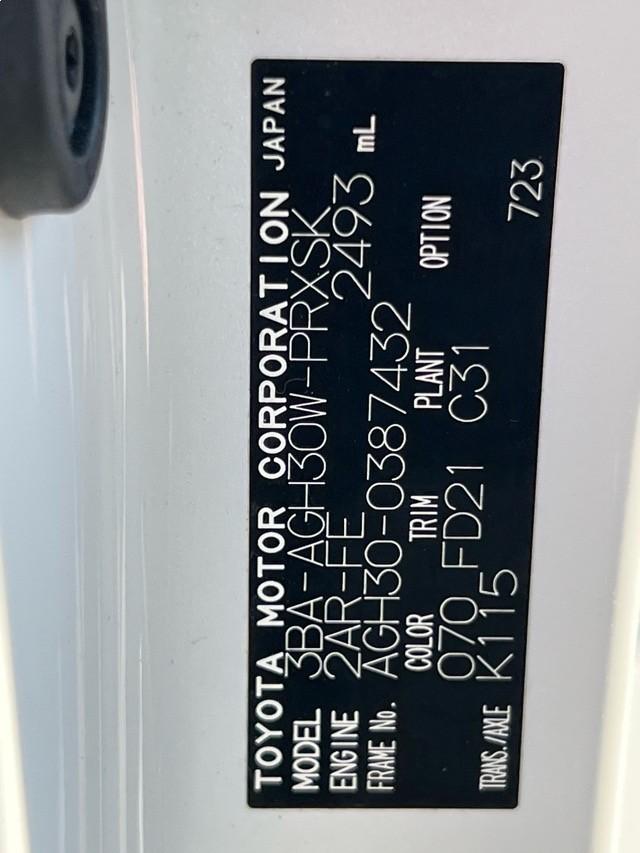 TOYOTA MOTOR CORPORATION JAPAN
MODEL 3BA-AGH30W-PRXSK
ENGINE 2AR-FE 2493 mL
FRAME No. AGH30-0387432
COLOR TRIM PLANT OPTION
070 FD21 C31
TRANS./AXLE K115 723